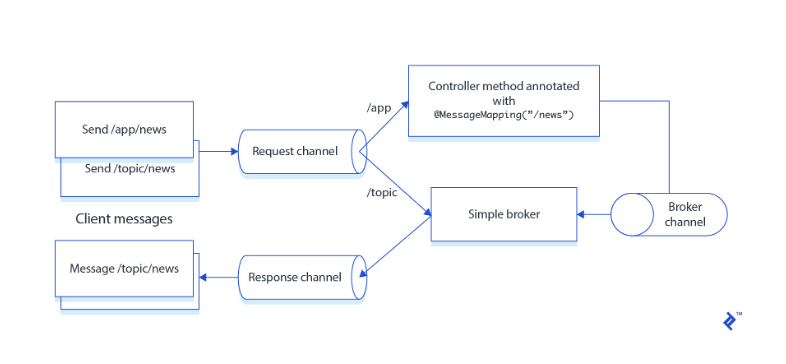 Controller method annotated
with
@MessageMapping("/news")
/app
Send /app/news
Request channel
Send /topic/news
/topic
Broker
channel
Simple broker
Client messages
Message /topic/news
Response channel
TM